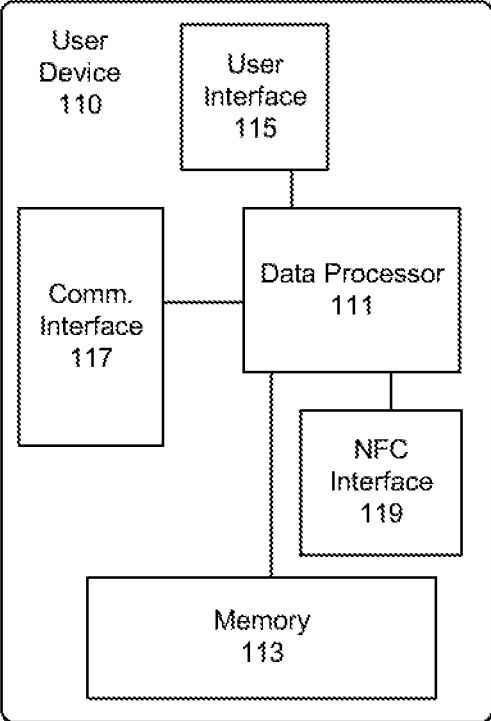 User
Device
110
User
Interface
115
Comm.
Interface
117
Data Processor
111
NFC
Interface
119
Memory
113